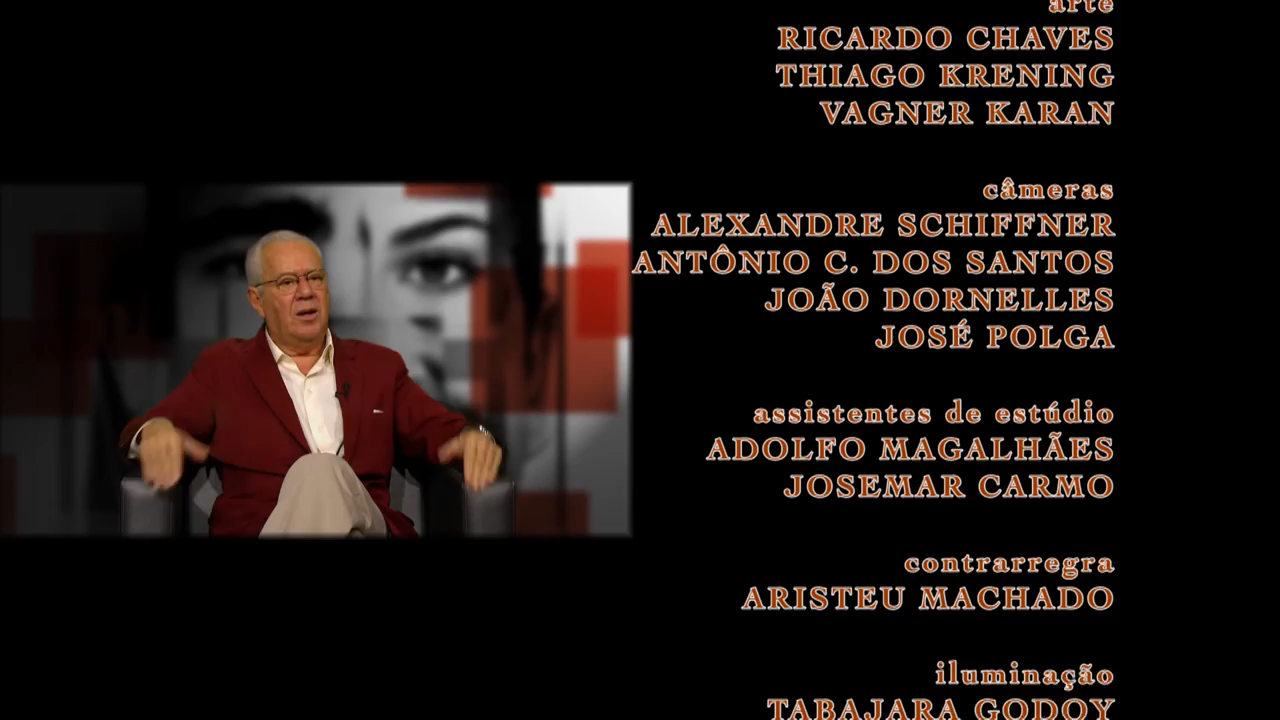 arte
RICARDO CHAVES
THIAGO KRENING
VAGNER KARAN
câmeras
ALEXANDRE SCHIFFNER
ANTÔNIO C. DOS SANTOS
JOÃO DORNELLES
JOSÉ POLGA
assistentes de estúdio
ADOLFO MAGALHÃES
JOSEMAR CARMO
contrarregra
ARISTEU MACHADO
iluminação
TABAJARA GODOY